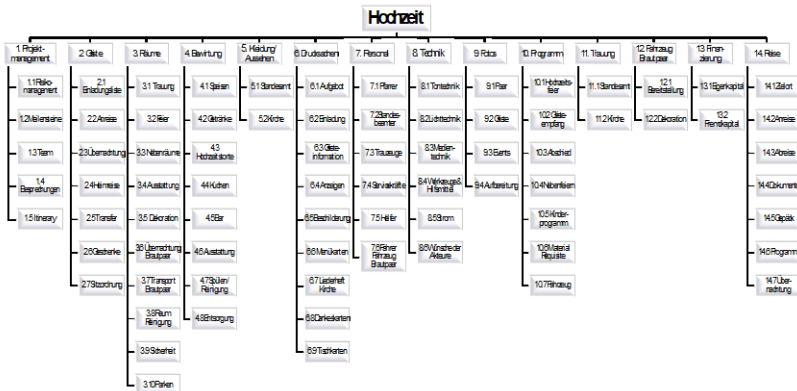 Hochzeit
1. Projekt-
management
2. Gäste
3. Räume
4. Bewirtung
5. Kleidung/
Aussehen
6. Drucksachen
7. Personal
8. Technik
9. Fotos
10. Programm
11. Trauung
12. Fahrzeug
Brautpaar
13. Finan-
zierung
14. Reise
1.1 Risiko-
management
1.2 Meilensteine
1.3 Team
1.4
Besprechungen
1.5 Itinerary
2.1
Einladungsliste
2.2 Anreise
2.3 Übernachtung
2.4 Heimreise
2.5 Transfer
2.6 Geschenke
2.7 Sitzordnung
3.1 Trauung
3.2 Feier
3.3 Nebenräume
3.4 Ausstattung
3.5 Dekoration
3.6 Übernachtung
Brautpaar
3.7 Transport
Brautpaar
3.8 Raum
Reinigung
3.9 Sicherheit
3.10 Parken
4.1 Speisen
4.2 Getränke
4.3
Hochzeitstorte
4.4 Kuchen
4.5 Bar
4.6 Ausstattung
4.7 Spülen/
Reinigung
4.8 Entsorgung
5.1 Standesamt
5.2 Kirche
6.1 Aufgebot
6.2 Einladung
6.3 Gäste-
information
6.4 Anzeigen
6.5 Beschilderung
6.6 Menükarten
6.7 Liederheft
Kirche
6.8 Dankeskarten
6.9 Tischkarten
7.1 Pfarrer
7.2 Standes-
beamter
7.3 Trauzeuge
7.4 Servicekräfte
7.5 Helfer
7.6 Fahrer
Fahrzeug
Brautpaar
8.1 Tontechnik
8.2 Lichttechnik
8.3 Medien-
technik
8.4 Werkzeuge &
Hilfsmittel
8.5 Strom
8.6 Wünsche der
Akteure
9.1 Paar
9.2 Gäste
9.3 Events
9.4 Aufbereitung
10.1 Hochzeits-
feier
10.2 Gäste-
empfang
10.3 Abschied
10.4 Nebenfeiern
10.5 Kinder-
programm
10.6 Material
Requisite
10.7 Fahrzeug
11.1 Standesamt
11.2 Kirche
12.1
Bereitstellung
12.2 Dekoration
13.1 Eigenkapital
13.2
Fremdkapital
14.1 Zielort
14.2 Anreise
14.3 Abreise
14.4 Dokumente
14.5 Gepäck
14.6 Programm
14.7 Über-
nachtung